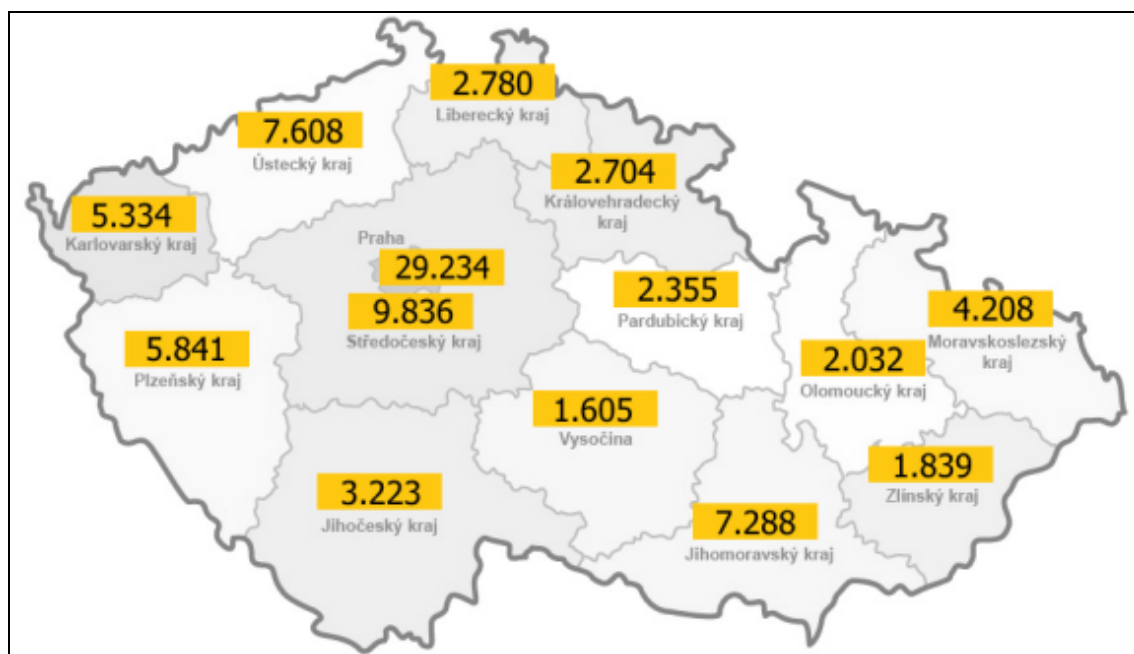 2.780
Liberecký kraj
7.608
Ústecký kraj
2.704
Královehradecký
kraj
5.334
Karlovarský kraj
Praha
29.234
9.836
Středočeský kraj
2.355
Pardubický kraj
4.208
Moravskoslezský
kraj
5.841
Plzeňský kraj
2.032
Olomoucký kraj
1.605
Vysočina
1.839
Zlínský kraj
3.223
Jihočeský kraj
7.288
Jihomoravský kraj